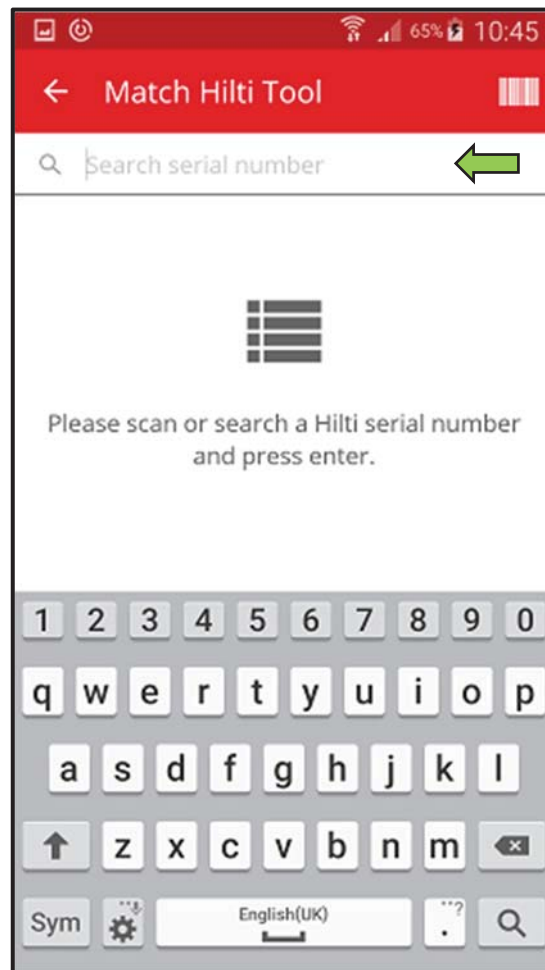 65% 10:45
Match Hilti Tool
Search serial number
Please scan or search a Hilti serial number
and press enter.
1 2 3 4 5 6 7 8 9 0
q w e r t y u i o p
a s d f g h j k l
z x c v b n m
Sym English(UK) . ?